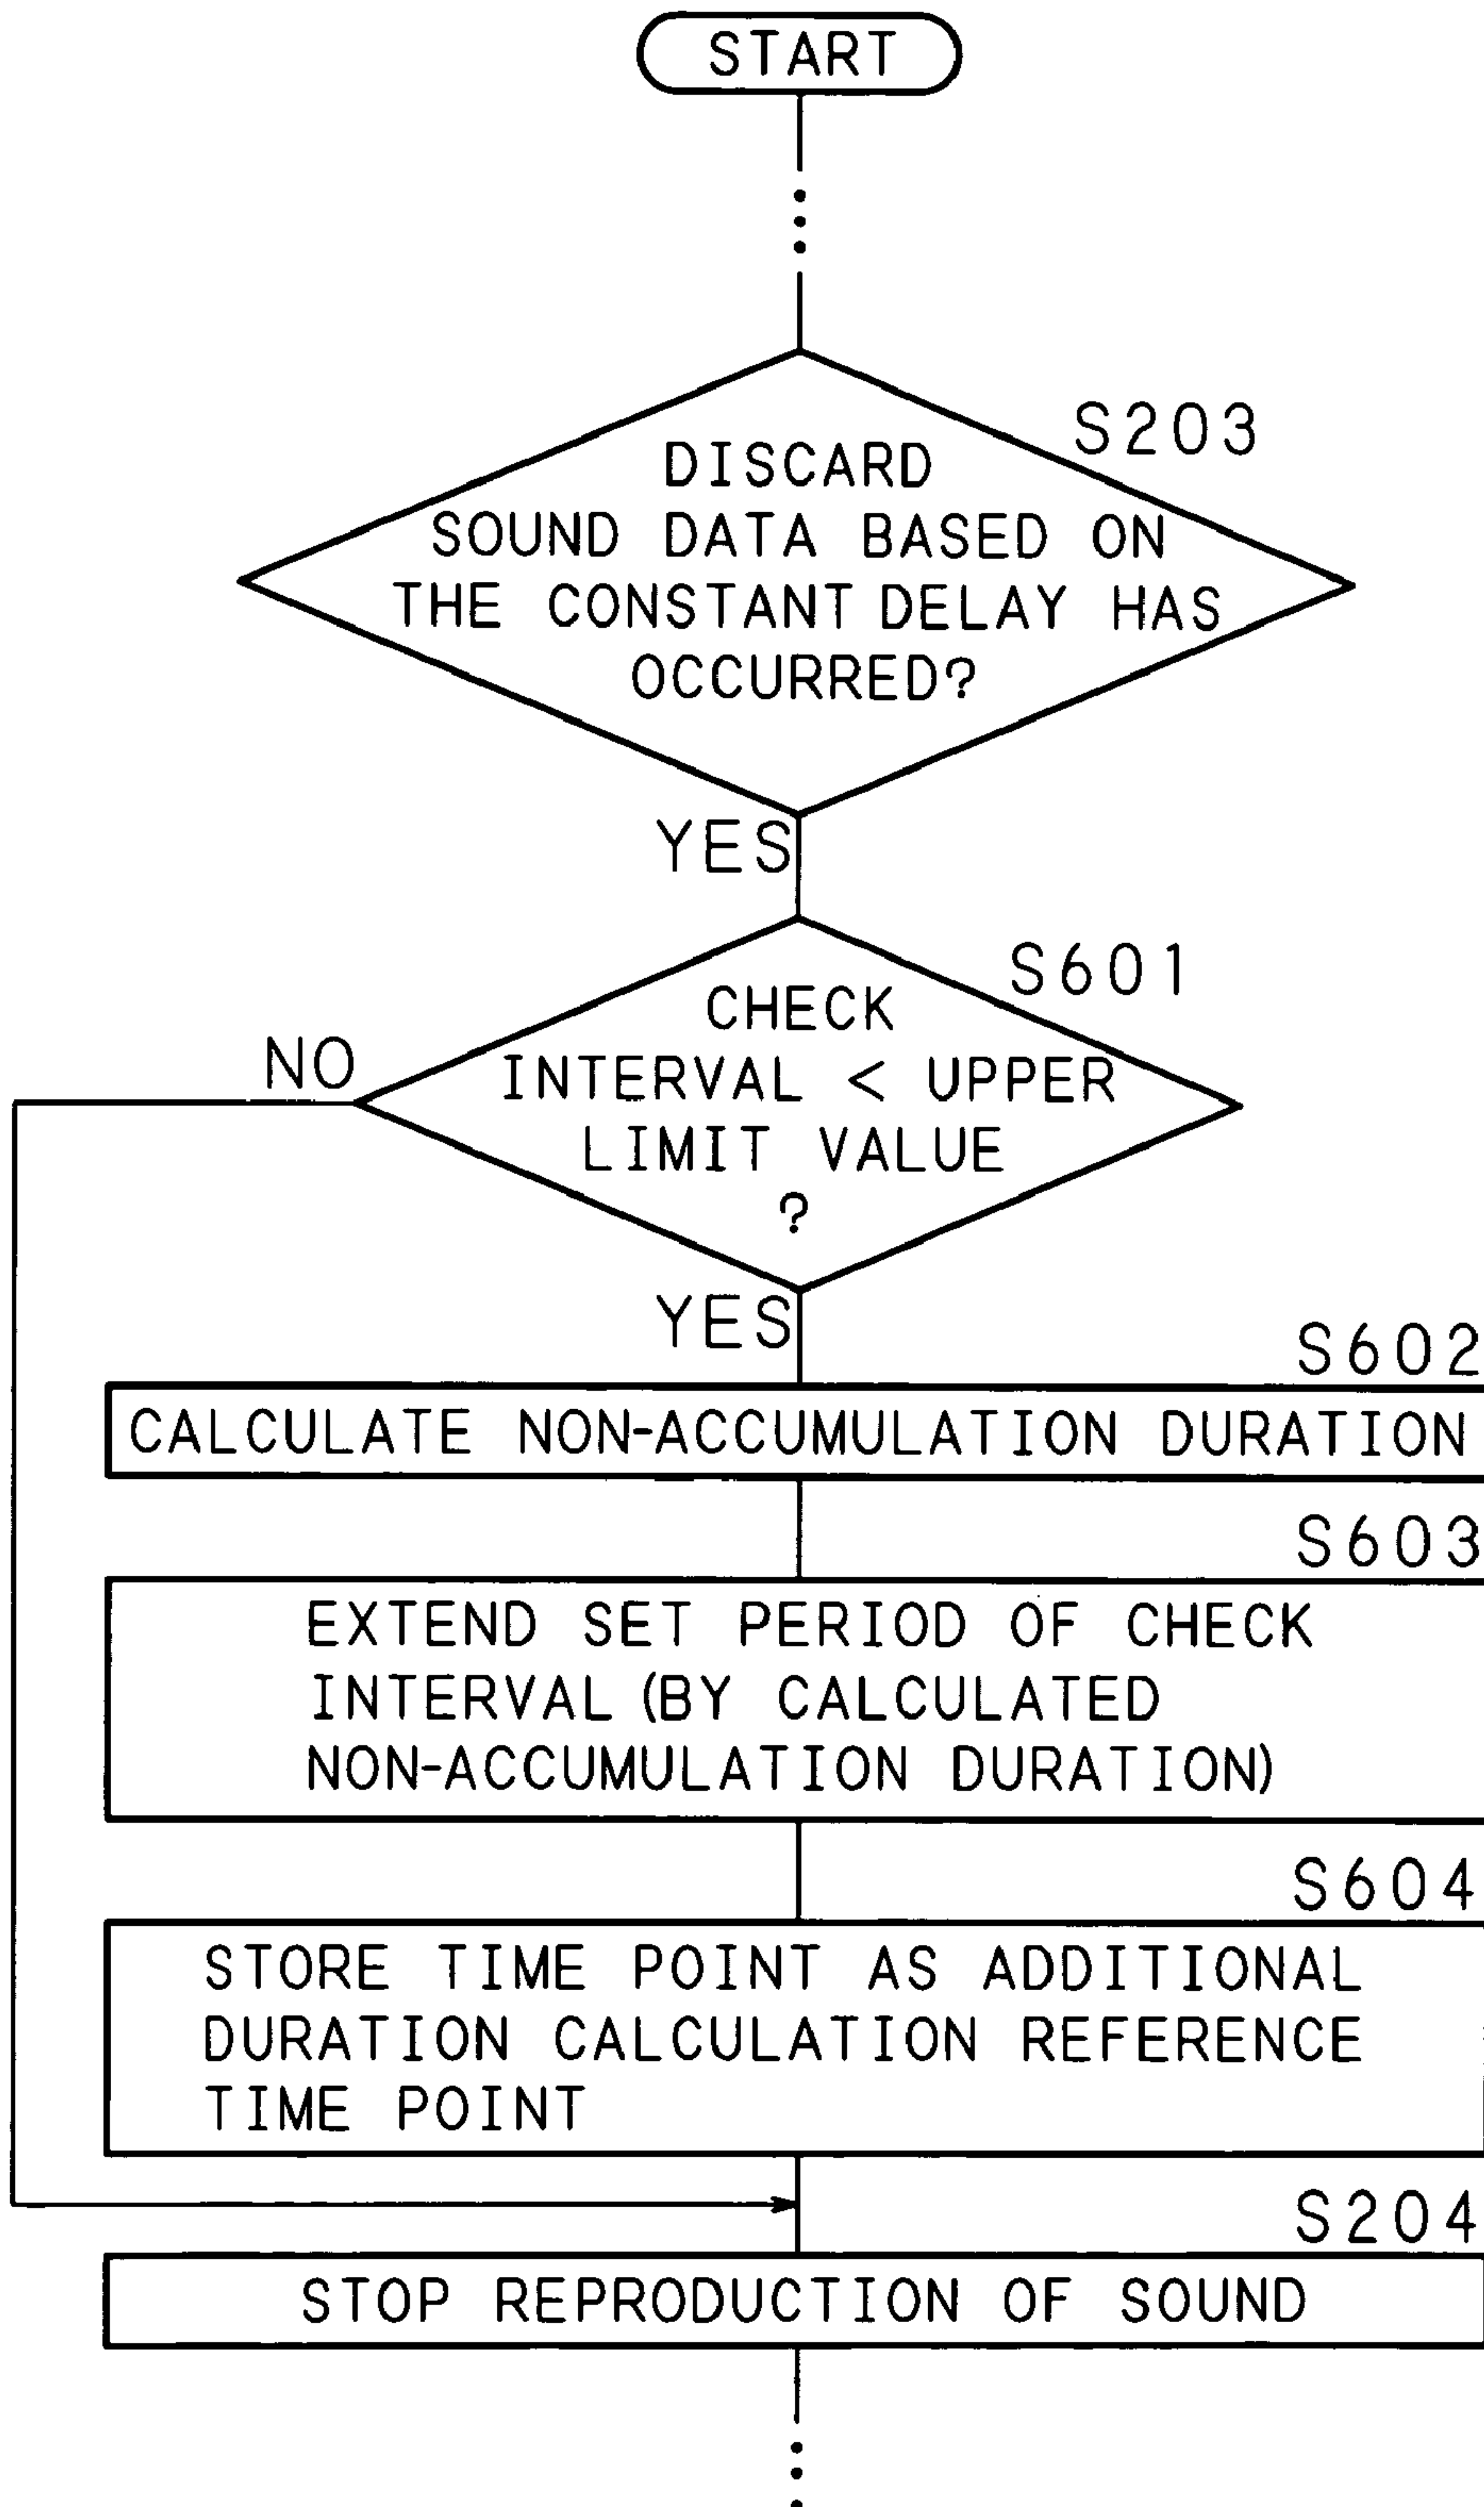 START
S203
DISCARD
SOUND DATA BASED ON
THE CONSTANT DELAY HAS
OCCURRED?
YES
S601
CHECK
INTERVAL < UPPER
LIMIT VALUE
?
NO
YES
S602
CALCULATE NON-ACCUMULATION DURATION
S603
EXTEND SET PERIOD OF CHECK
INTERVAL (BY CALCULATED
NON-ACCUMULATION DURATION)
S604
STORE TIME POINT AS ADDITIONAL
DURATION CALCULATION REFERENCE
TIME POINT
S204
STOP REPRODUCTION OF SOUND